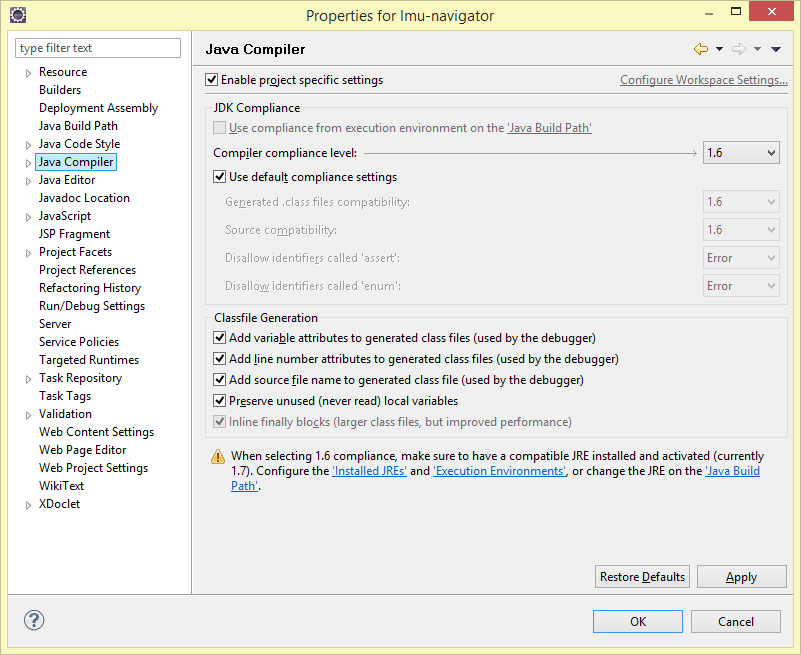 Properties for lmu-navigator
type filter text
Resource
Builders
Deployment Assembly
Java Build Path
Java Code Style
Java Compiler
Java Editor
Javadoc Location
JavaScript
JSP Fragment
Project Facets
Project References
Refactoring History
Run/Debug Settings
Server
Service Policies
Targeted Runtimes
Task Repository
Task Tags
Validation
Web Content Settings
Web Page Editor
Web Project Settings
WikiText
XDoclet
Java Compiler
Enable project specific settings
Configure Workspace Settings...
JDK Compliance
Use compliance from execution environment on the 'Java Build Path'
Compiler compliance level: 1.6
Use default compliance settings
Generated .class files compatibility: 1.6
Source compatibility: 1.6
Disallow identifiers called 'assert': Error
Disallow identifiers called 'enum': Error
Classfile Generation
Add variable attributes to generated class files (used by the debugger)
Add line number attributes to generated class files (used by the debugger)
Add source file name to generated class file (used by the debugger)
Preserve unused (never read) local variables
Inline finally blocks (larger class files, but improved performance)
When selecting 1.6 compliance, make sure to have a compatible JRE installed and activated (currently
1.7). Configure the 'Installed JREs' and 'Execution Environments', or change the JRE on the 'Java Build
Path'.
Restore Defaults
Apply
?
OK
Cancel